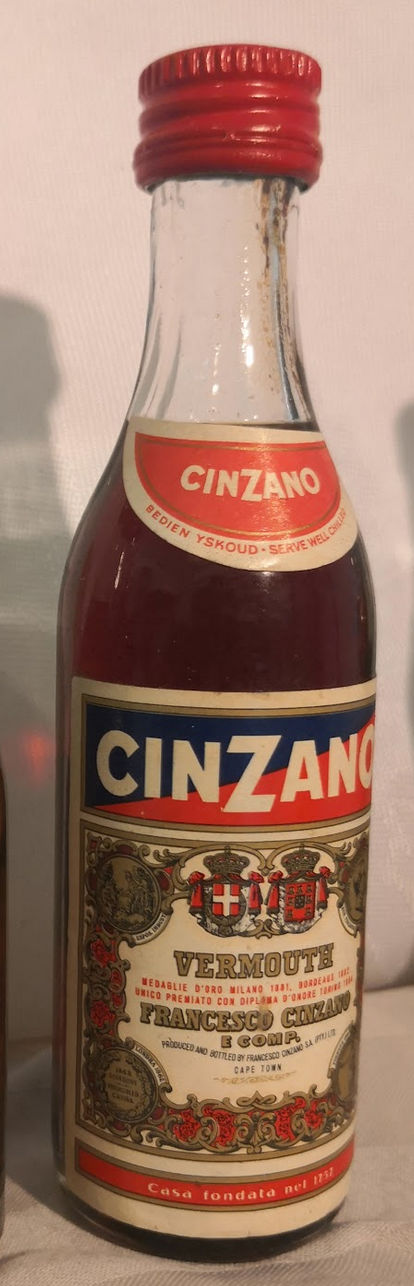 CINZANO
BEDIEN YSKOUD · SERVE WELL CHILLED
CINZANO
VERMOUTH
MEDAGLIE D'ORO MILANO 1881, BORDEAUX 1882
UNICO PREMIATO CON DIPLOMA D'ONORE TORINO 1884
FRANCESCO CINZANO
E COMP.
PRODUCED AND BOTTLED BY FRANCESCO CINZANO S.A. (PTY) LTD.
CAPE TOWN
Casa fondata nel 1757